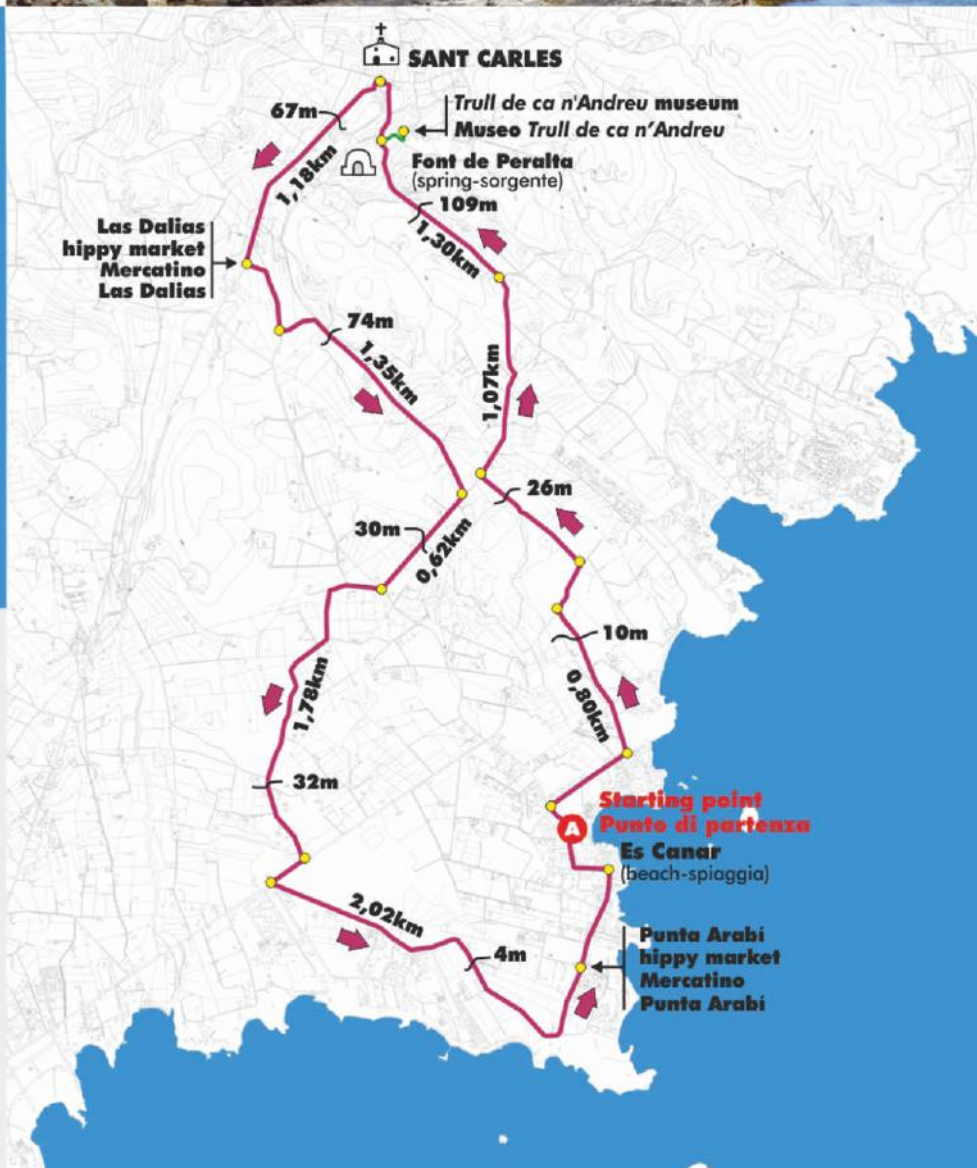 SANT CARLES
67m
Trull de ca n'Andreu museum
Museo Trull de ca n'Andreu
1,18km
Font de Peralta
(spring-sorgente)
109m
1,30km
Las Dalias
hippy market
Mercatino
Las Dalias
74m
1,35km
1,07km
26m
30m
0,62km
10m
0,80km
1,78km
32m
Starting point
Punto di partenza
A
A
Es Canar
(beach-spiaggia)
2,02km
4m
Punta Arabí
hippy market
Mercatino
Punta Arabí